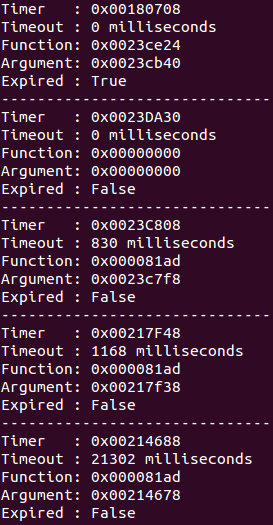 Timer   : 0x00180708
Timeout : 0 milliseconds
Function: 0x0023ce24
Argument: 0x0023cb40
Expired : True
------------------------------
Timer   : 0x0023DA30
Timeout : 0 milliseconds
Function: 0x00000000
Argument: 0x00000000
Expired : False
------------------------------
Timer   : 0x0023C808
Timeout : 830 milliseconds
Function: 0x000081ad
Argument: 0x0023c7f8
Expired : False
------------------------------
Timer   : 0x00217F48
Timeout : 1168 milliseconds
Function: 0x000081ad
Argument: 0x00217f38
Expired : False
------------------------------
Timer   : 0x00214688
Timeout : 21302 milliseconds
Function: 0x000081ad
Argument: 0x00214678
Expired : False